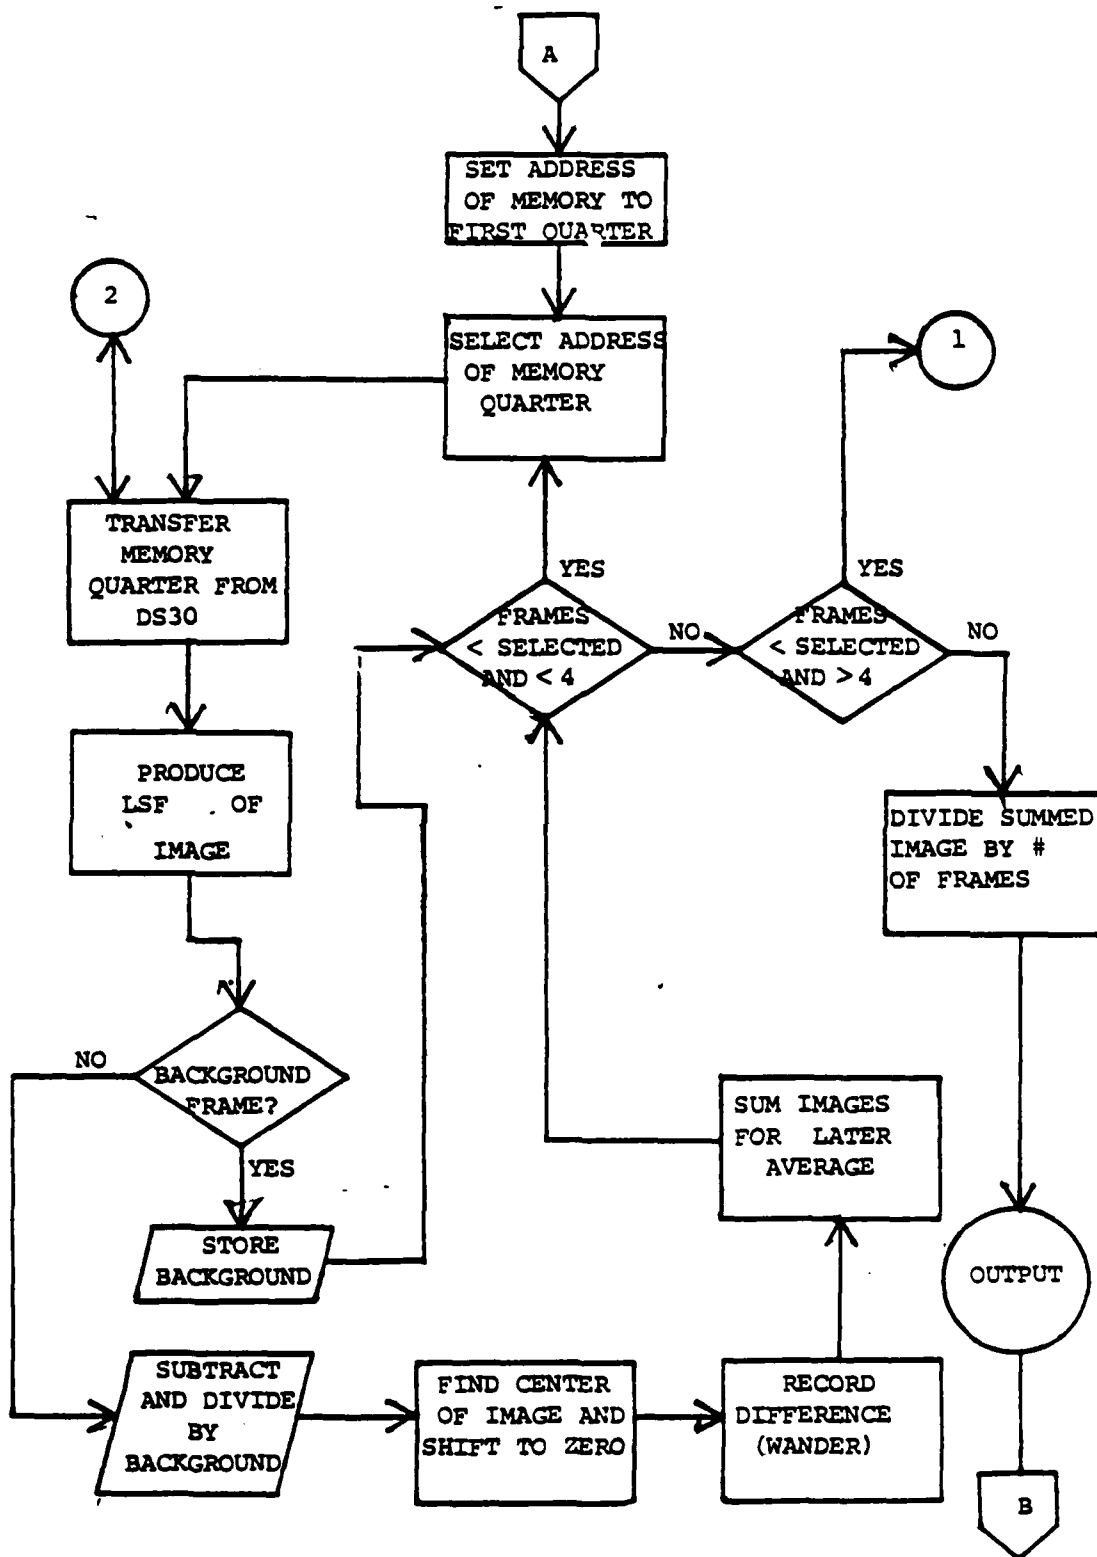 A
SET ADDRESS
OF MEMORY TO
FIRST QUARTER
2
SELECT ADDRESS
OF MEMORY
QUARTER
1
TRANSFER
MEMORY
QUARTER FROM
DS30
YES
FRAMES
< SELECTED
AND < 4
NO
YES
FRAMES
< SELECTED
AND > 4
NO
PRODUCE
LSF OF
IMAGE
DIVIDE SUMMED
IMAGE BY #
OF FRAMES
NO
BACKGROUND
FRAME?
YES
STORE
BACKGROUND
SUM IMAGES
FOR LATER
AVERAGE
OUTPUT
SUBTRACT
AND DIVIDE
BY
BACKGROUND
FIND CENTER
OF IMAGE AND
SHIFT TO ZERO
RECORD
DIFFERENCE
(WANDER)
B